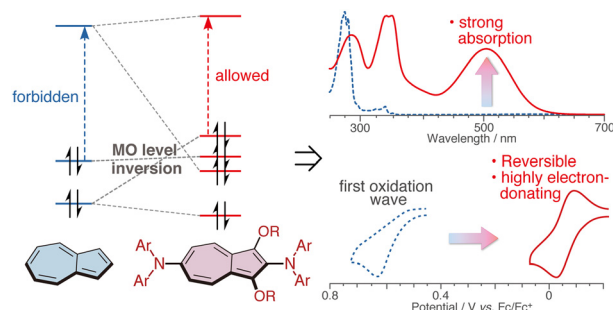 forbidden
allowed
MO level
inversion
Ar
N
Ar
OR
OR
Ar
N
Ar
• strong
absorption
300
500
700
Wavelength / nm
first oxidation
wave
• Reversible
• highly electron-
donating
0.8
0.4
0
Potential / V vs. Fc/Fc⁺